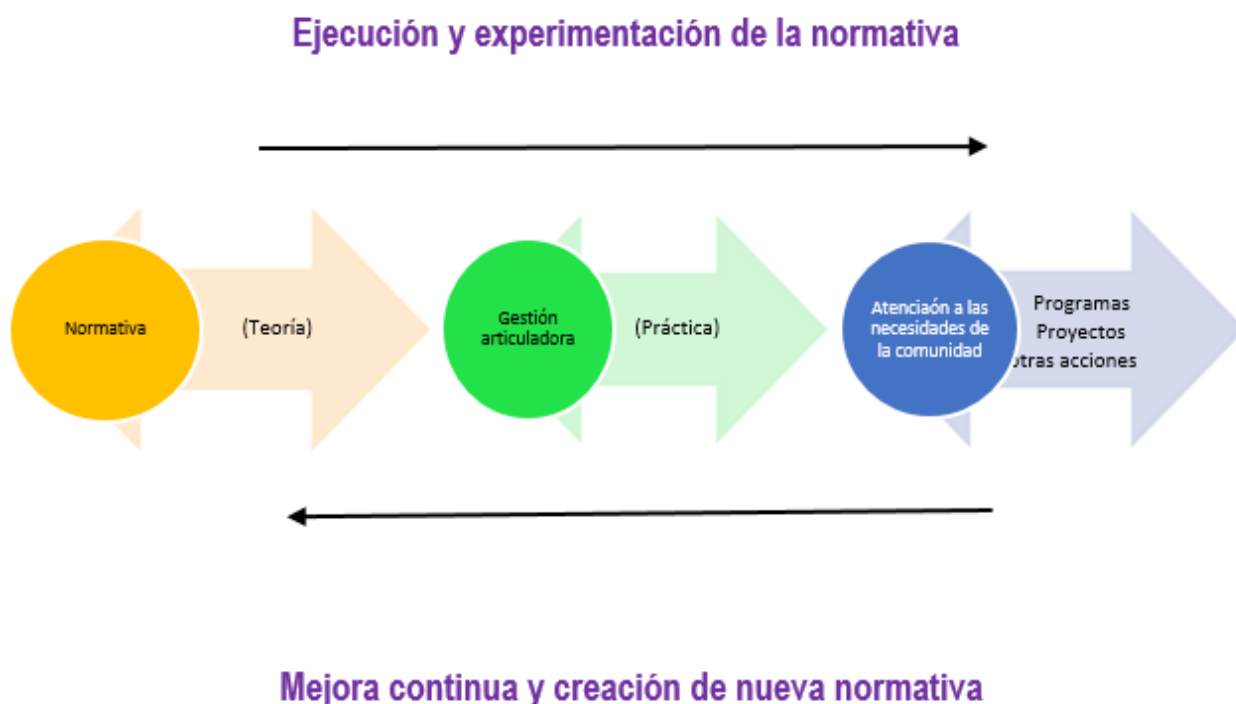 Ejecución y experimentación de la normativa
Normativa
(Teoría)
Gestión
articuladora
(Práctica)
Atenciaón a las
necesidades de
la comunidad
Programas
Proyectos
otras acciones
Mejora continua y creación de nueva normativa